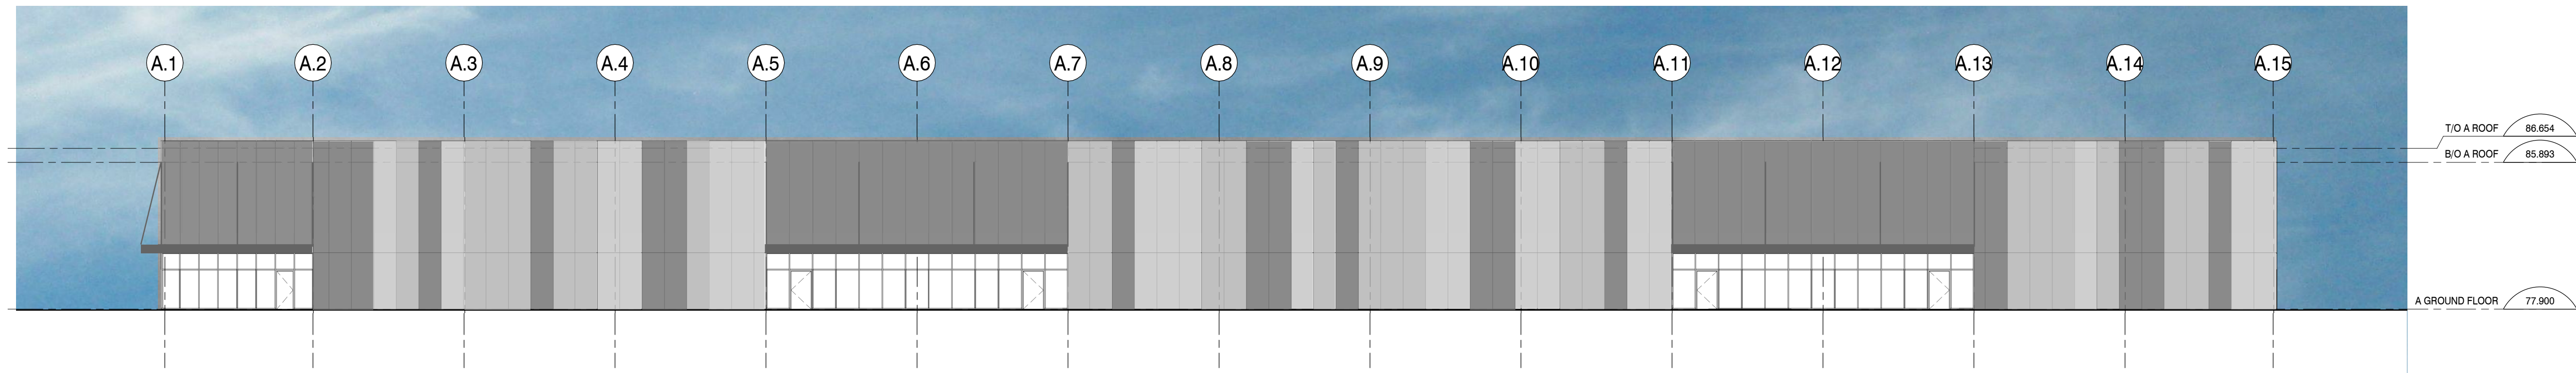 A.1 A.2 A.3 A.4 A.5 A.6 A.7 A.8 A.9 A.10 A.11 A.12 A.13 A.14 A.15
T/O A ROOF 86.654
B/O A ROOF 85.893
A GROUND FLOOR 77.900